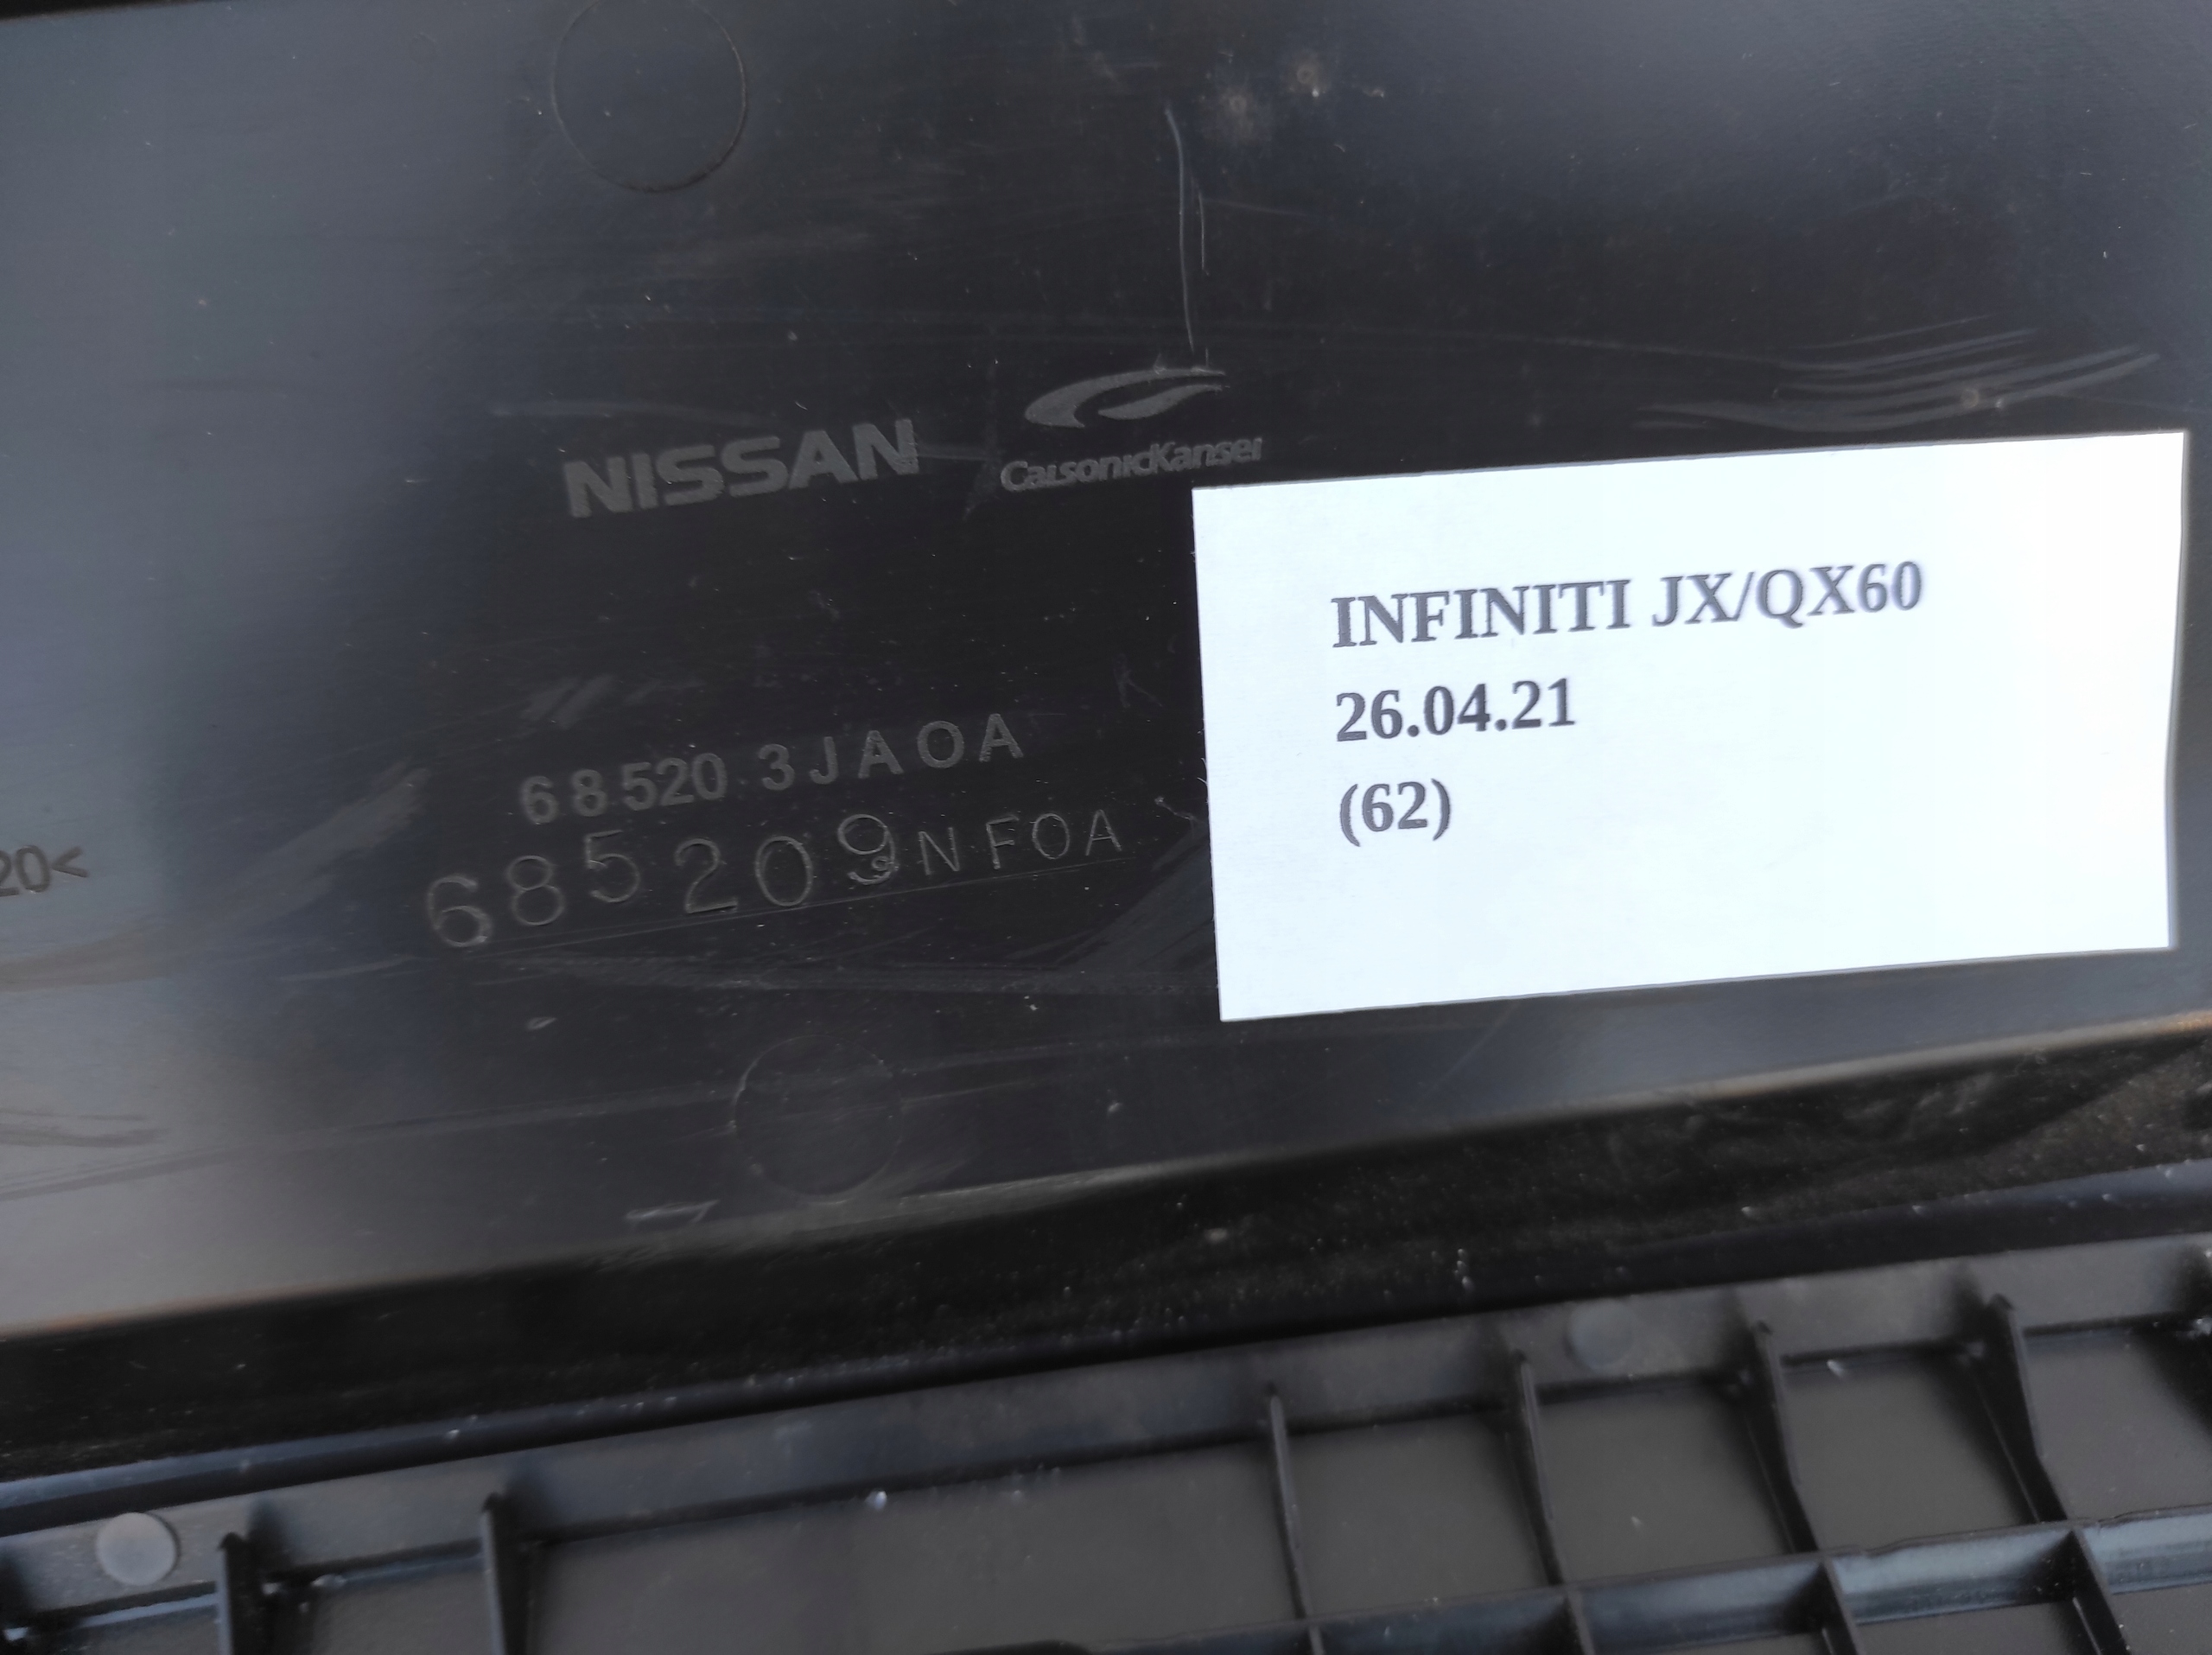 NISSAN
CalsonicKansei
68520 3JA0A
685209NF0A
20<
INFINITI JX/QX60
26.04.21
(62)